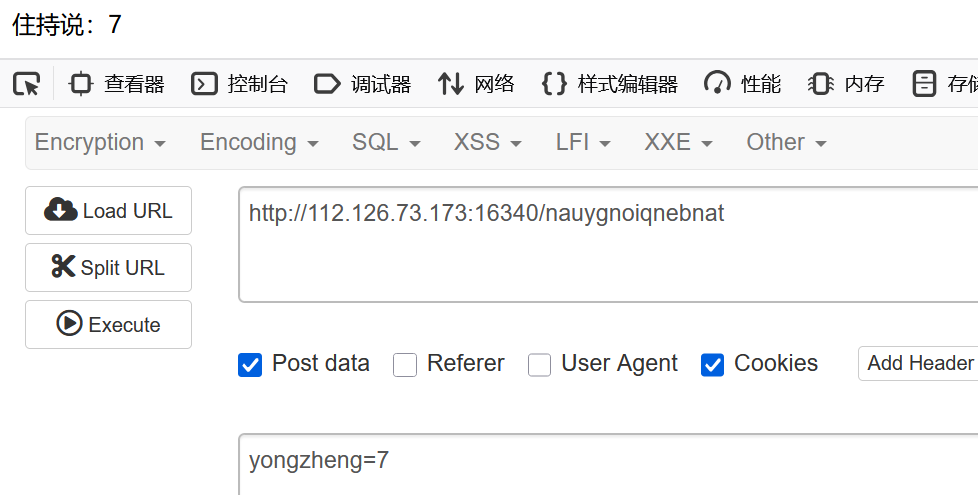 住持说：7
查看器 控制台 调试器 网络 样式编辑器 性能 内存 存储
Encryption Encoding SQL XSS LFI XXE Other
Load URL
http://112.126.73.173:16340/nauygnoiqnebnat
Split URL
Execute
Post data Referer User Agent Cookies Add Header
yongzheng=7